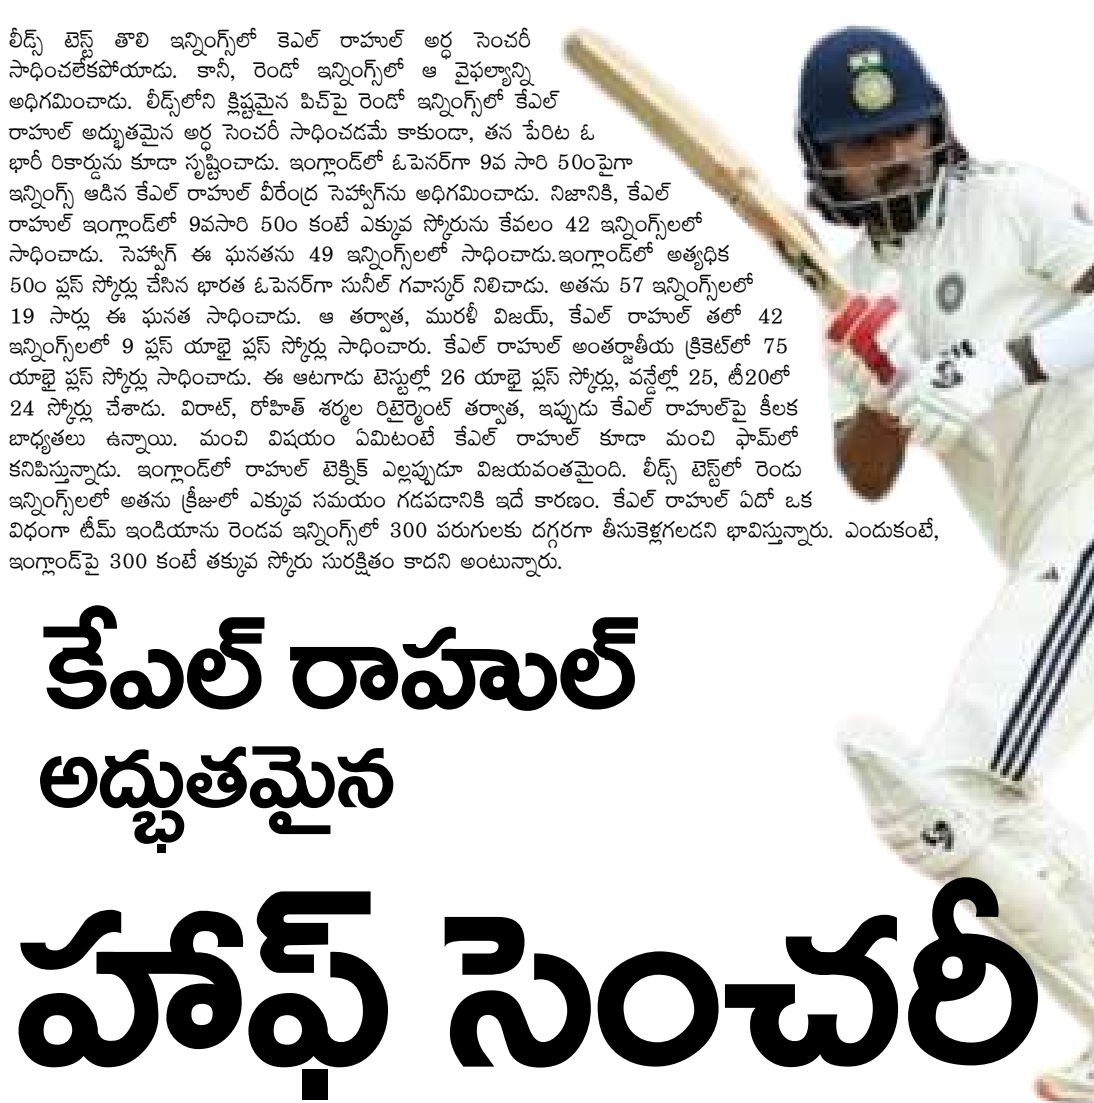 లీడ్స్ టెస్ట్ తొలి ఇన్నింగ్స్‌లో కెఎల్ రాహుల్ అర్ధ సెంచరీ
సాధించలేకపోయాడు. కానీ, రెండో ఇన్నింగ్స్‌లో ఆ వైఫల్యాన్ని
అధిగమించాడు. లీడ్స్‌లోని క్లిష్టమైన పిచ్‌పై రెండో ఇన్నింగ్స్‌లో కేఎల్
రాహుల్ అద్భుతమైన అర్ధ సెంచరీ సాధించడమే కాకుండా, తన పేరిట ఓ
భారీ రికార్డును కూడా సృష్టించాడు. ఇంగ్లాండ్‌లో ఓపెనర్‌గా 9వ సారి 50ంపైగా
ఇన్నింగ్స్ ఆడిన కేఎల్ రాహుల్ వీరేంద్ర సెహ్వాగ్‌ను అధిగమించాడు. నిజానికి, కేఎల్
రాహుల్ ఇంగ్లాండ్‌లో 9వసారి 50ం కంటే ఎక్కువ స్కోరును కేవలం 42 ఇన్నింగ్స్‌లలో
సాధించాడు. సెహ్వాగ్ ఈ ఘనతను 49 ఇన్నింగ్స్‌లలో సాధించాడు.ఇంగ్లాండ్‌లో అత్యధిక
50ం ప్లస్ స్కోర్లు చేసిన భారత ఓపెనర్‌గా సునీల్ గవాస్కర్ నిలిచాడు. అతను 57 ఇన్నింగ్స్‌లలో
19 సార్లు ఈ ఘనత సాధించాడు. ఆ తర్వాత, మురళీ విజయ్, కేఎల్ రాహుల్ తలో 42
ఇన్నింగ్స్‌లలో 9 ప్లస్ యాభై ప్లస్ స్కోర్లు సాధించారు. కేఎల్ రాహుల్ అంతర్జాతీయ క్రికెట్‌లో 75
యాభై ప్లస్ స్కోర్లు సాధించాడు. ఈ ఆటగాడు టెస్టుల్లో 26 యాభై ప్లస్ స్కోర్లు, వన్డేల్లో 25, టీ20లో
24 స్కోర్లు చేశాడు. విరాట్, రోహిత్ శర్మల రిటైర్మెంట్ తర్వాత, ఇప్పుడు కేఎల్ రాహుల్‌పై కీలక
బాధ్యతలు ఉన్నాయి. మంచి విషయం ఏమిటంటే కేఎల్ రాహుల్ కూడా మంచి ఫామ్‌లో
కనిపిస్తున్నాడు. ఇంగ్లాండ్‌లో రాహుల్ టెక్నిక్ ఎల్లప్పుడూ విజయవంతమైంది. లీడ్స్ టెస్ట్‌లో రెండు
ఇన్నింగ్స్‌లలో అతను క్రీజులో ఎక్కువ సమయం గడపడానికి ఇదే కారణం. కేఎల్ రాహుల్ ఏదో ఒక
విధంగా టీమ్ ఇండియాను రెండవ ఇన్నింగ్స్‌లో 300 పరుగులకు దగ్గరగా తీసుకెళ్లగలడని భావిస్తున్నారు. ఎందుకంటే,
ఇంగ్లాండ్‌పై 300 కంటే తక్కువ స్కోరు సురక్షితం కాదని అంటున్నారు.
కేఎల్ రాహుల్
అద్భుతమైన
హాఫ్ సెంచరీ